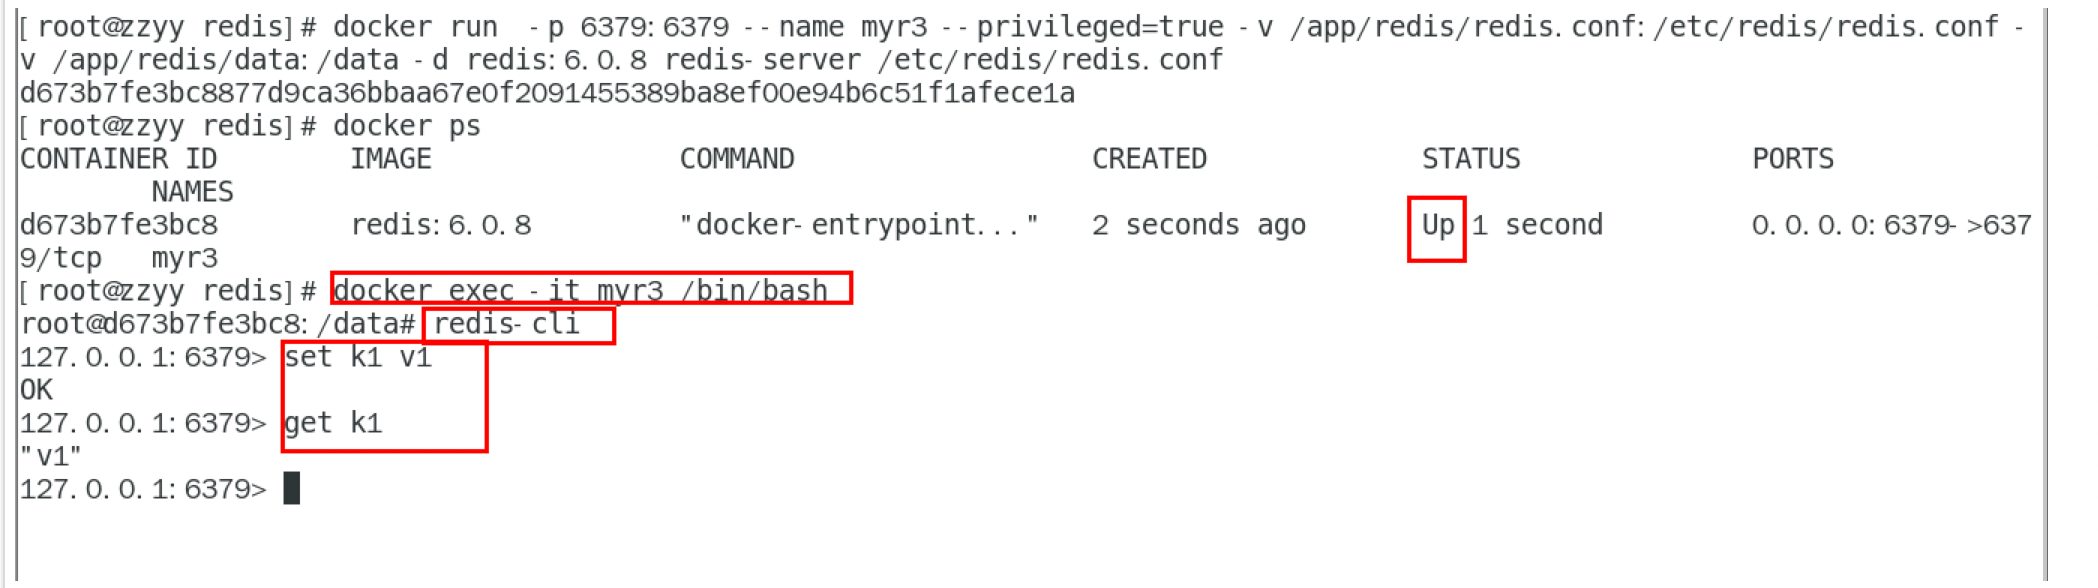 [root@zzyy redis]# docker run  -p 6379:6379 --name myr3 --privileged=true -v /app/redis/redis.conf:/etc/redis/redis.conf -
v /app/redis/data:/data -d redis:6.0.8 redis-server /etc/redis/redis.conf
d673b7fe3bc8877d9ca36bbaa67e0f2091455389ba8ef00e94b6c51f1afece1a
[root@zzyy redis]# docker ps
CONTAINER ID        IMAGE               COMMAND                  CREATED             STATUS              PORTS
        NAMES
d673b7fe3bc8        redis:6.0.8         "docker-entrypoint..."   2 seconds ago       Up 1 second         0.0.0.0:6379->637
9/tcp   myr3
[root@zzyy redis]# docker exec -it myr3 /bin/bash
root@d673b7fe3bc8:/data# redis-cli
127.0.0.1:6379> set k1 v1
OK
127.0.0.1:6379> get k1
"v1"
127.0.0.1:6379>